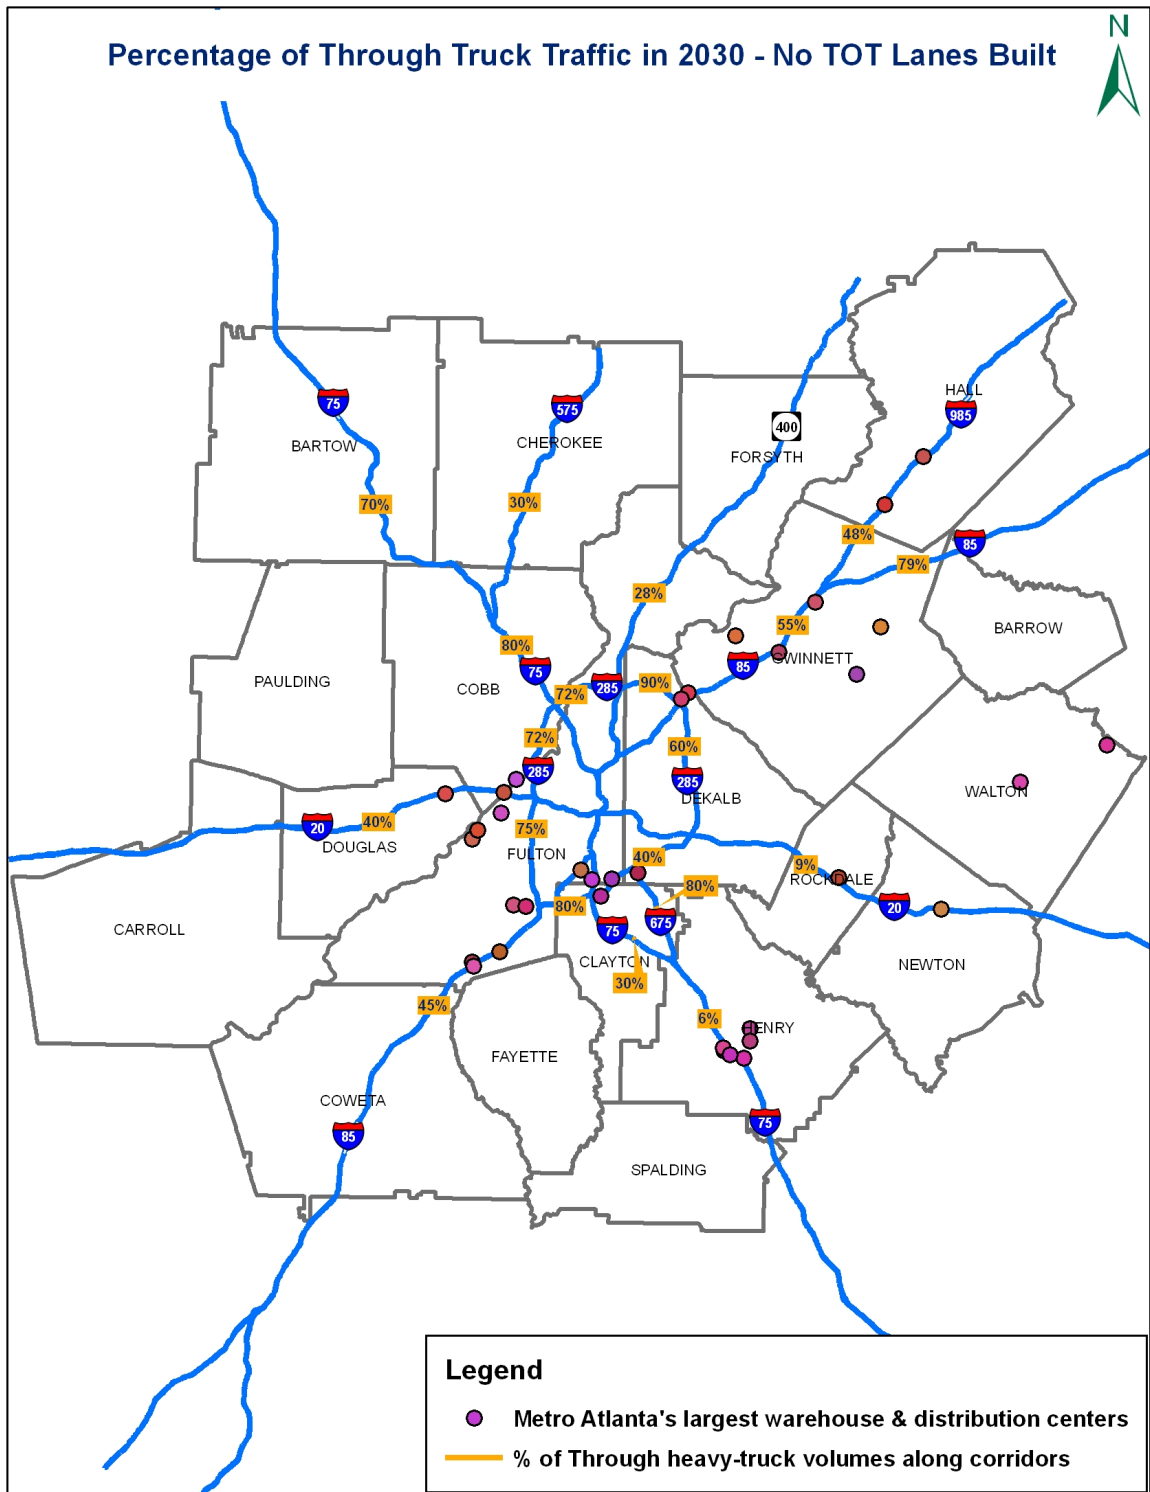 N
Percentage of Through Truck Traffic in 2030 - No TOT Lanes Built
HALL
75
575
985
400
BARTOW
CHEROKEE
FORSYTH
70%
30%
48%
85
79%
28%
55%
BARROW
80%
GWINNETT
85
75
PAULDING
COBB
72%
285
90%
72%
60%
285
285
DEKALB
WALTON
40%
20
75%
DOUGLAS
FULTON
40%
9%
ROCKDALE
80%
80%
20
675
75
CARROLL
CLAYTON
NEWTON
30%
45%
6%
HENRY
FAYETTE
COWETA
75
85
SPALDING
Legend
Metro Atlanta's largest warehouse & distribution centers
% of Through heavy-truck volumes along corridors